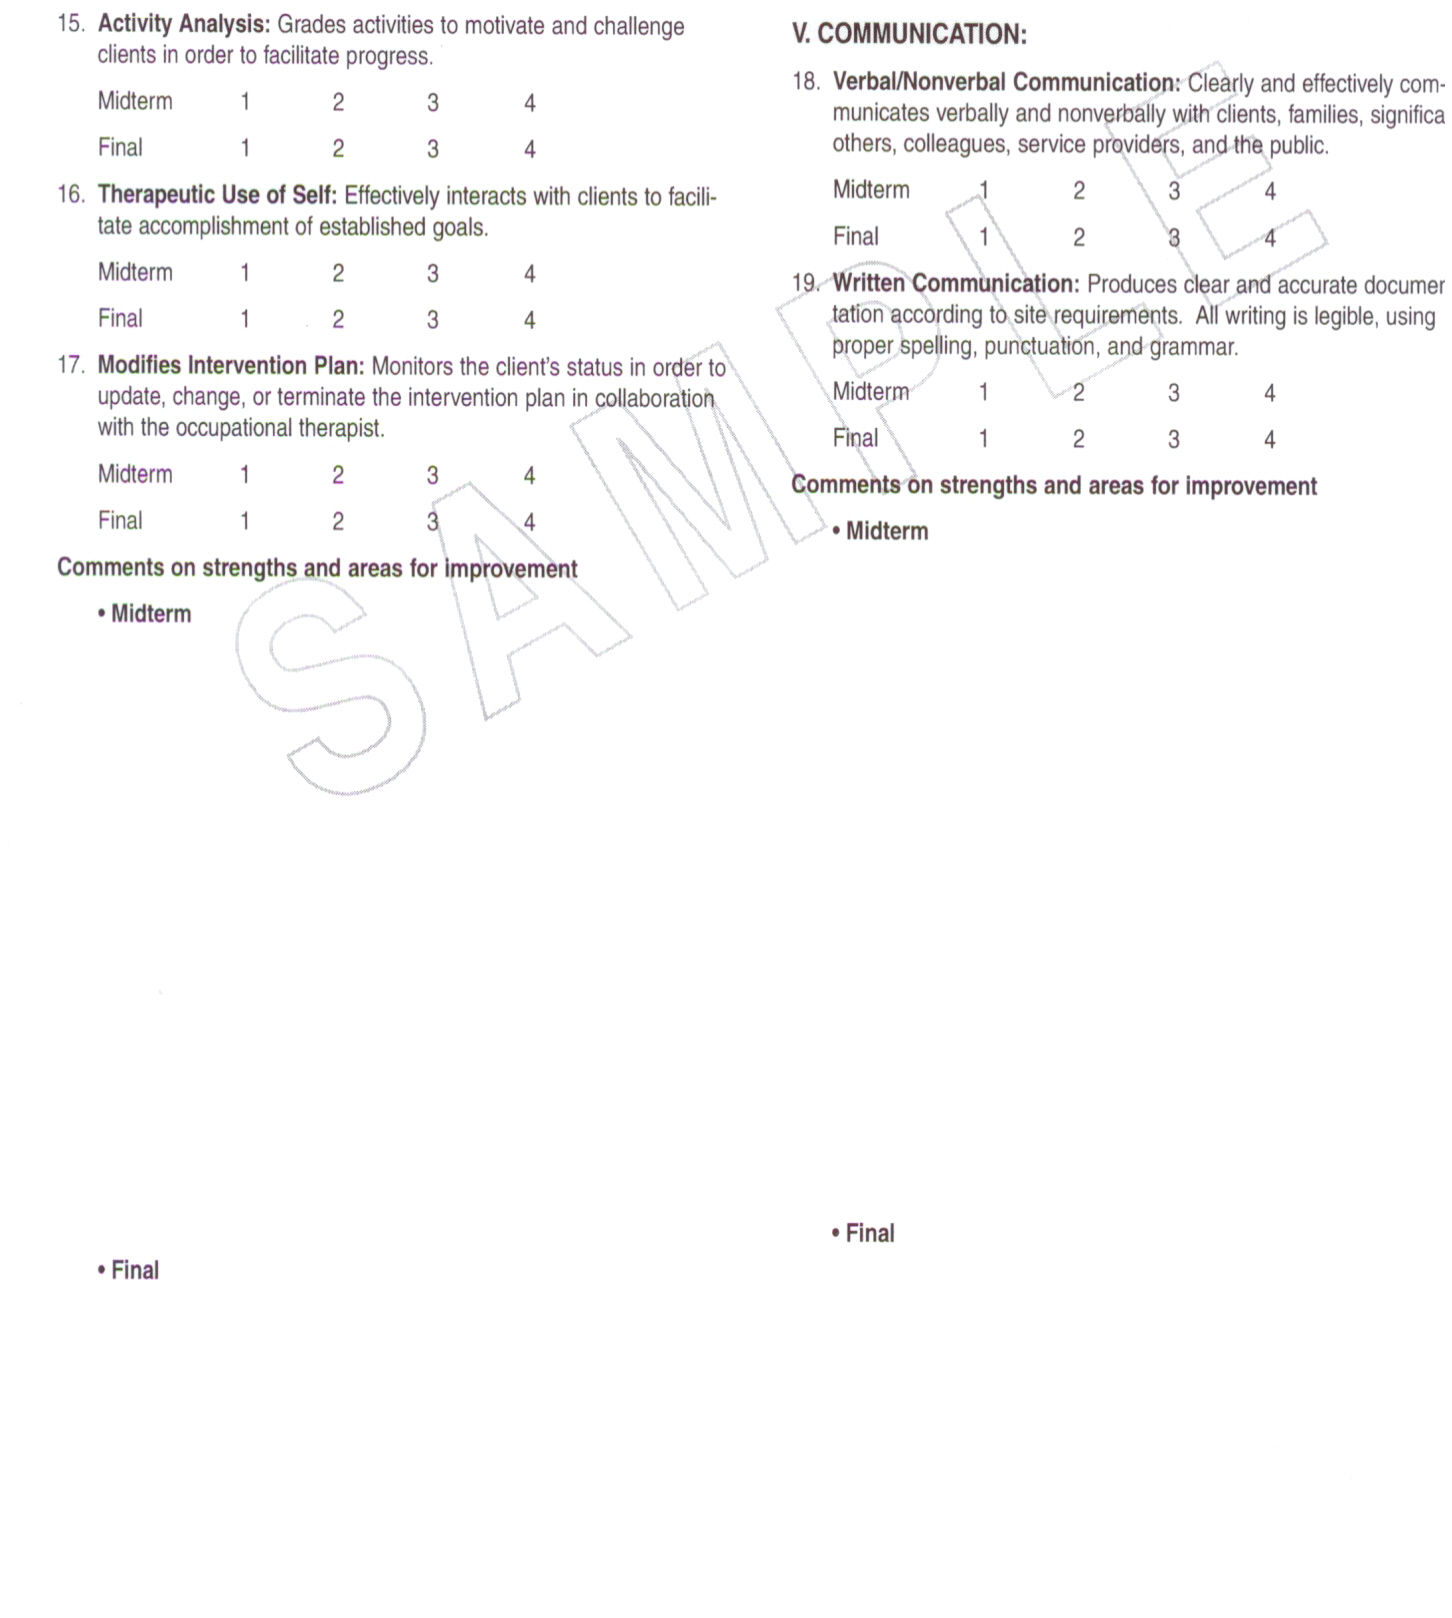 15. Activity Analysis: Grades activities to motivate and challenge
clients in order to facilitate progress.
Midterm 1 2 3 4
Final 1 2 3 4
16. Therapeutic Use of Self: Effectively interacts with clients to facili-
tate accomplishment of established goals.
Midterm 1 2 3 4
Final 1 2 3 4
17. Modifies Intervention Plan: Monitors the client's status in order to
update, change, or terminate the intervention plan in collaboration
with the occupational therapist.
Midterm 1 2 3 4
Final 1 2 3 4
Comments on strengths and areas for improvement
• Midterm
• Final
V. COMMUNICATION:
18. Verbal/Nonverbal Communication: Clearly and effectively com-
municates verbally and nonverbally with clients, families, significa
others, colleagues, service providers, and the public.
Midterm 1 2 3 4
Final 1 2 3 4
19. Written Communication: Produces clear and accurate documen
tation according to site requirements. All writing is legible, using
proper spelling, punctuation, and grammar.
Midterm 1 2 3 4
Final 1 2 3 4
Comments on strengths and areas for improvement
• Midterm
• Final
SAMPLE